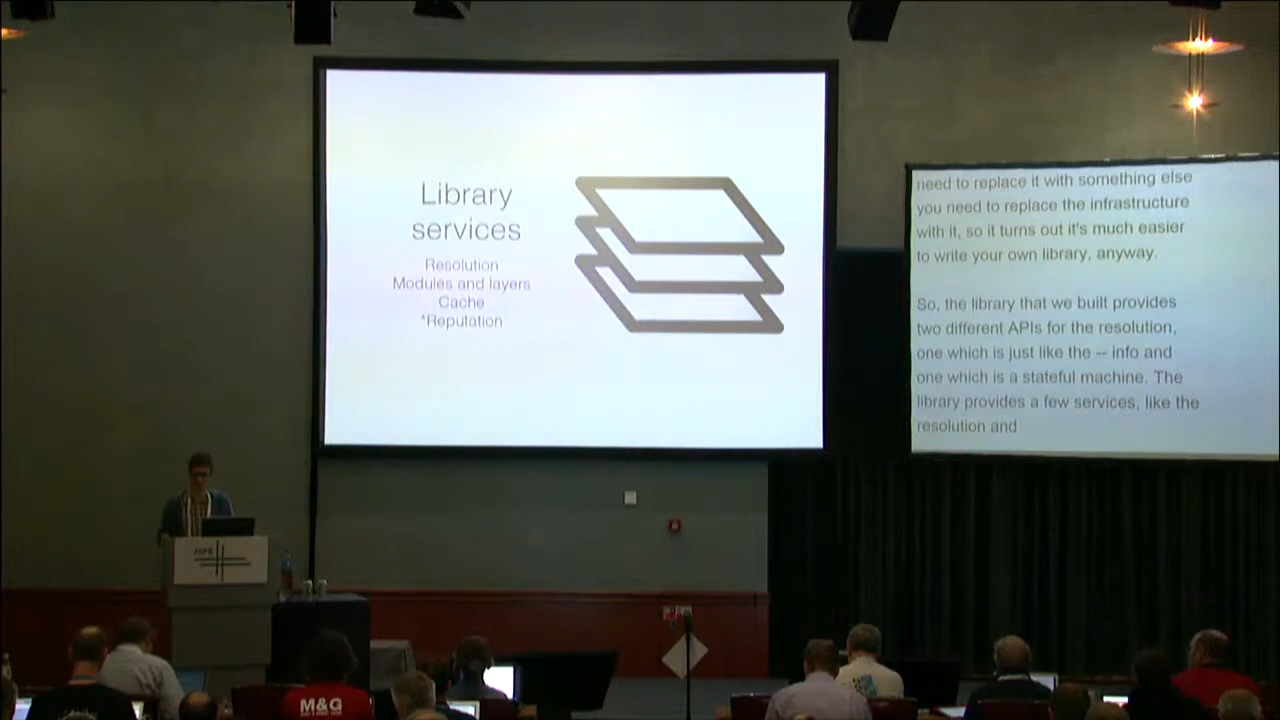 Library
services
Resolution
Modules and layers
Cache
*Reputation
need to replace it with something else
you need to replace the infrastructure
with it, so it turns out it's much easier
to write your own library, anyway.
So, the library that we built provides
two different APIs for the resolution,
one which is just like the -- info and
one which is a stateful machine. The
library provides a few services, like the
resolution and
RIPE
M&G